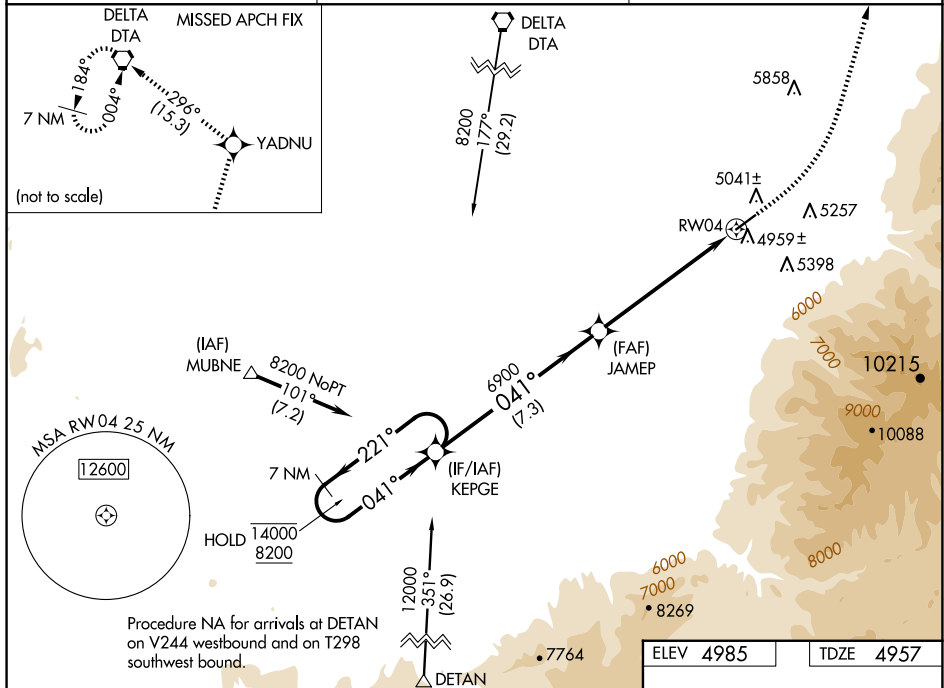 DELTA
DTA
MISSED APCH FIX
184°
004°
7 NM
296°
(15.3)
YADNU
(not to scale)
DELTA
DTA
8200
177°
(29.2)
5858
5041±
RW04
4959±
5257
5398
6000
7000
10215
9000
10088
8000
(IAF)
MUBNE
8200 NoPT
101°
(7.2)
(FAF)
JAMEP
6900
041°
(7.3)
MSA RW04 25 NM
12600
221°
7 NM
041°
(IF/IAF)
KEPGE
HOLD
14000
8200
12000
351°
(26.9)
6000
7000
8269
7764
Procedure NA for arrivals at DETAN
on V244 westbound and on T298
southwest bound.
DETAN
ELEV 4985
TDZE 4957